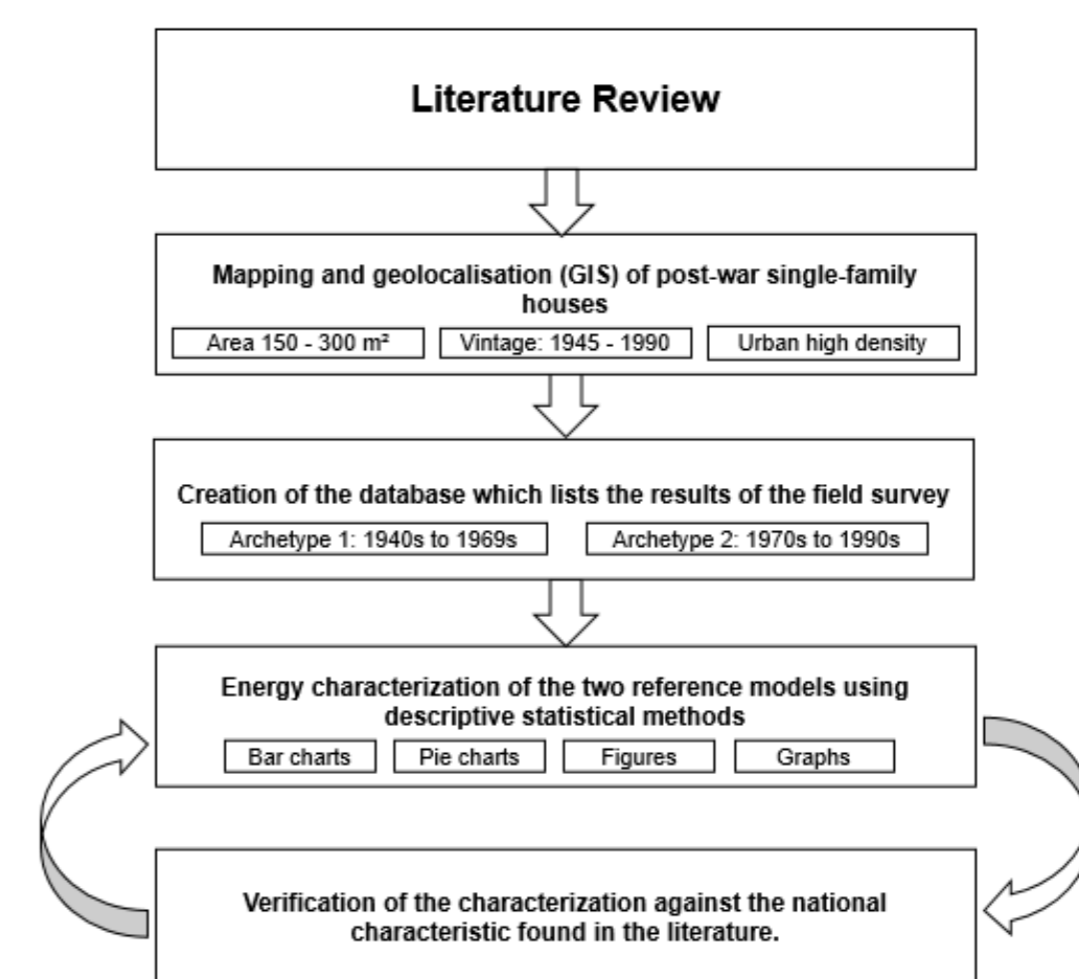 Literature Review
Mapping and geolocalisation (GIS) of post-war single-family
houses
Area 150 - 300 m²
Vintage: 1945 - 1990
Urban high density
Creation of the database which lists the results of the field survey
Archetype 1: 1940s to 1969s
Archetype 2: 1970s to 1990s
Energy characterization of the two reference models using
descriptive statistical methods
Bar charts
Pie charts
Figures
Graphs
Verification of the characterization against the national
characteristic found in the literature.